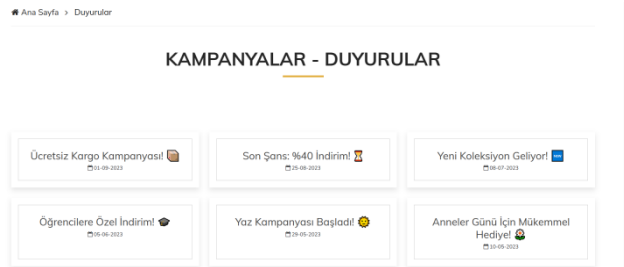 Ana Sayfa > Duyurular
KAMPANYALAR - DUYURULAR
Ücretsiz Kargo Kampanyası! 📦
01-09-2023
Son Şans: %40 İndirim! ⏳
25-08-2023
Yeni Koleksiyon Geliyor! 🆕
08-07-2023
Öğrencilere Özel İndirim! 🎓
05-06-2023
Yaz Kampanyası Başladı! 🌞
29-05-2023
Anneler Günü İçin Mükemmel
Hediye!
10-05-2023